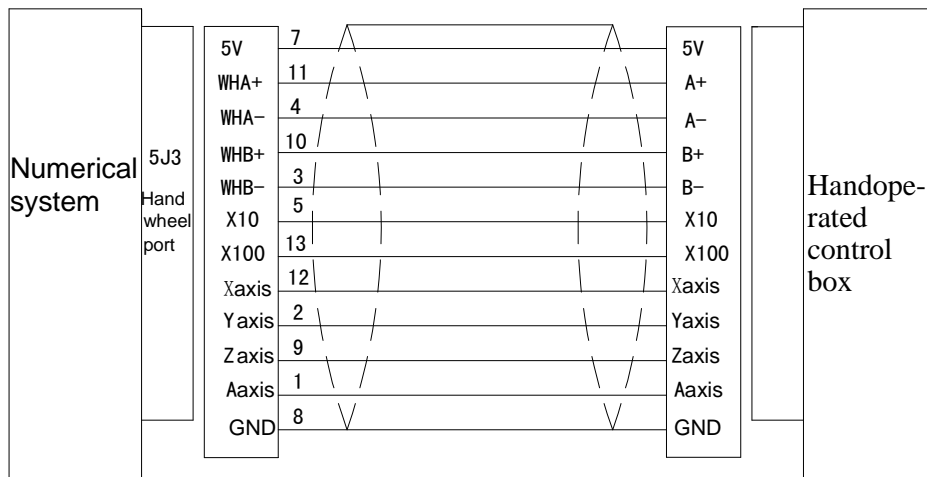 Numerical
system
5J3
Hand
wheel
port
5V 7 5V
WHA+ 11 A+
WHA- 4 A-
WHB+ 10 B+
WHB- 3 B-
X10 5 X10
X100 13 X100
Xaxis 12 Xaxis
Yaxis 2 Yaxis
Zaxis 9 Zaxis
Aaxis 1 Aaxis
GND 8 GND
Handope-
rated
control
box